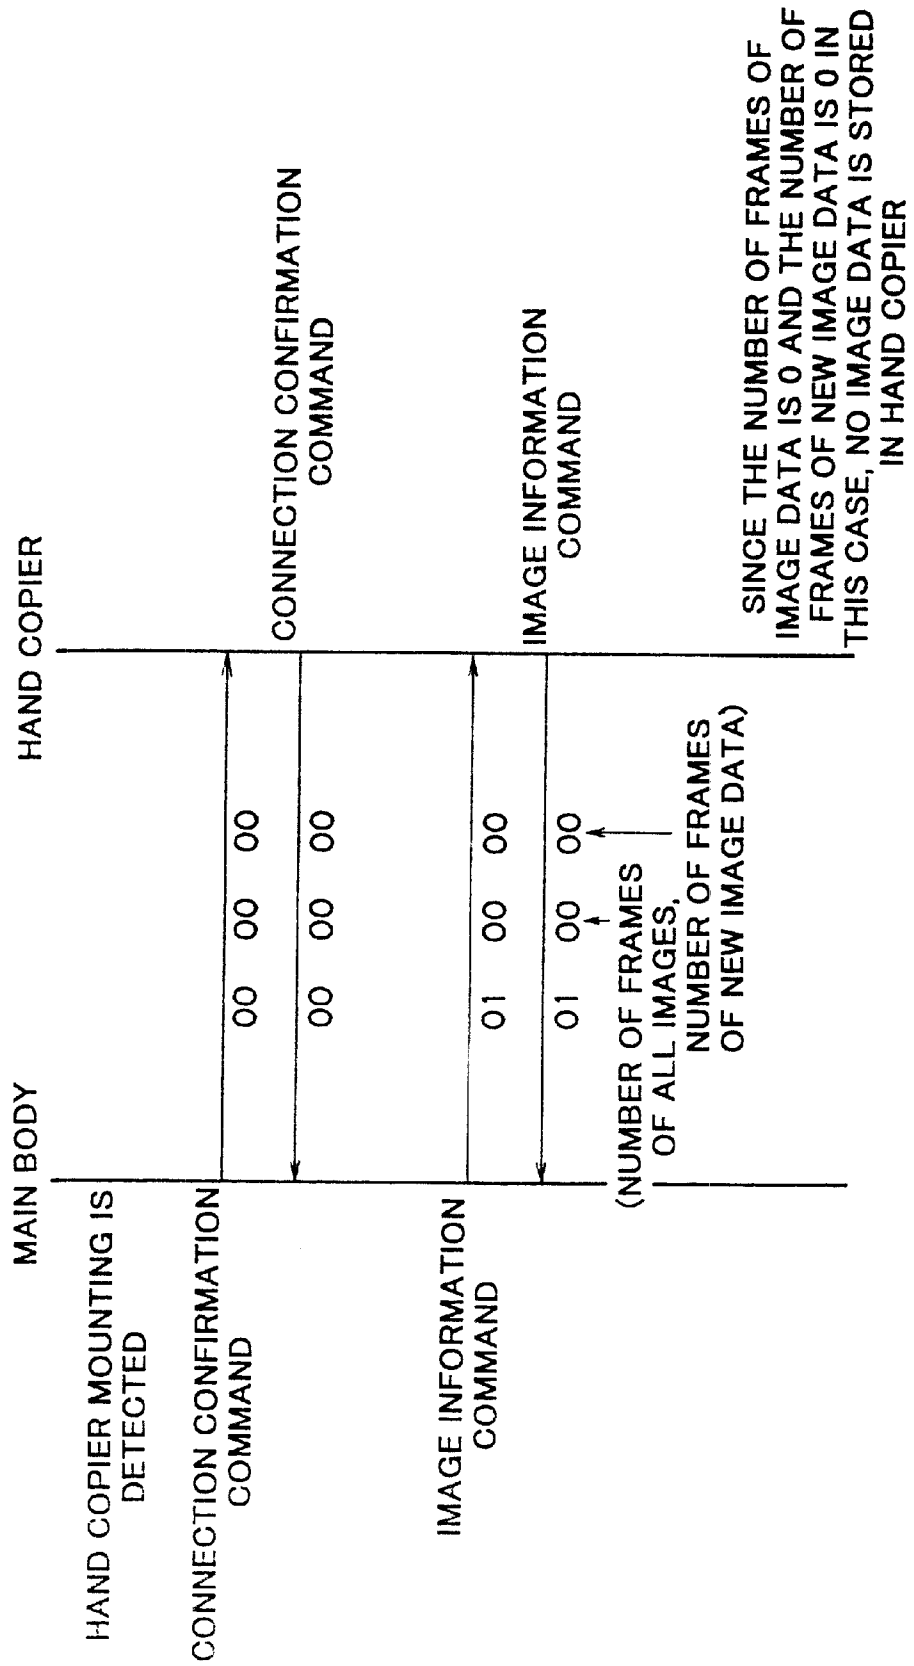 MAIN BODY
HAND COPIER
HAND COPIER MOUNTING IS
DETECTED
CONNECTION CONFIRMATION
COMMAND
00 00 00
CONNECTION CONFIRMATION
COMMAND
00 00 00
IMAGE INFORMATION
COMMAND
01 00 00
IMAGE INFORMATION
COMMAND
01 00 00
(NUMBER OF FRAMES
OF ALL IMAGES,
NUMBER OF FRAMES
OF NEW IMAGE DATA)
SINCE THE NUMBER OF FRAMES OF
IMAGE DATA IS 0 AND THE NUMBER OF
FRAMES OF NEW IMAGE DATA IS 0 IN
THIS CASE, NO IMAGE DATA IS STORED
IN HAND COPIER